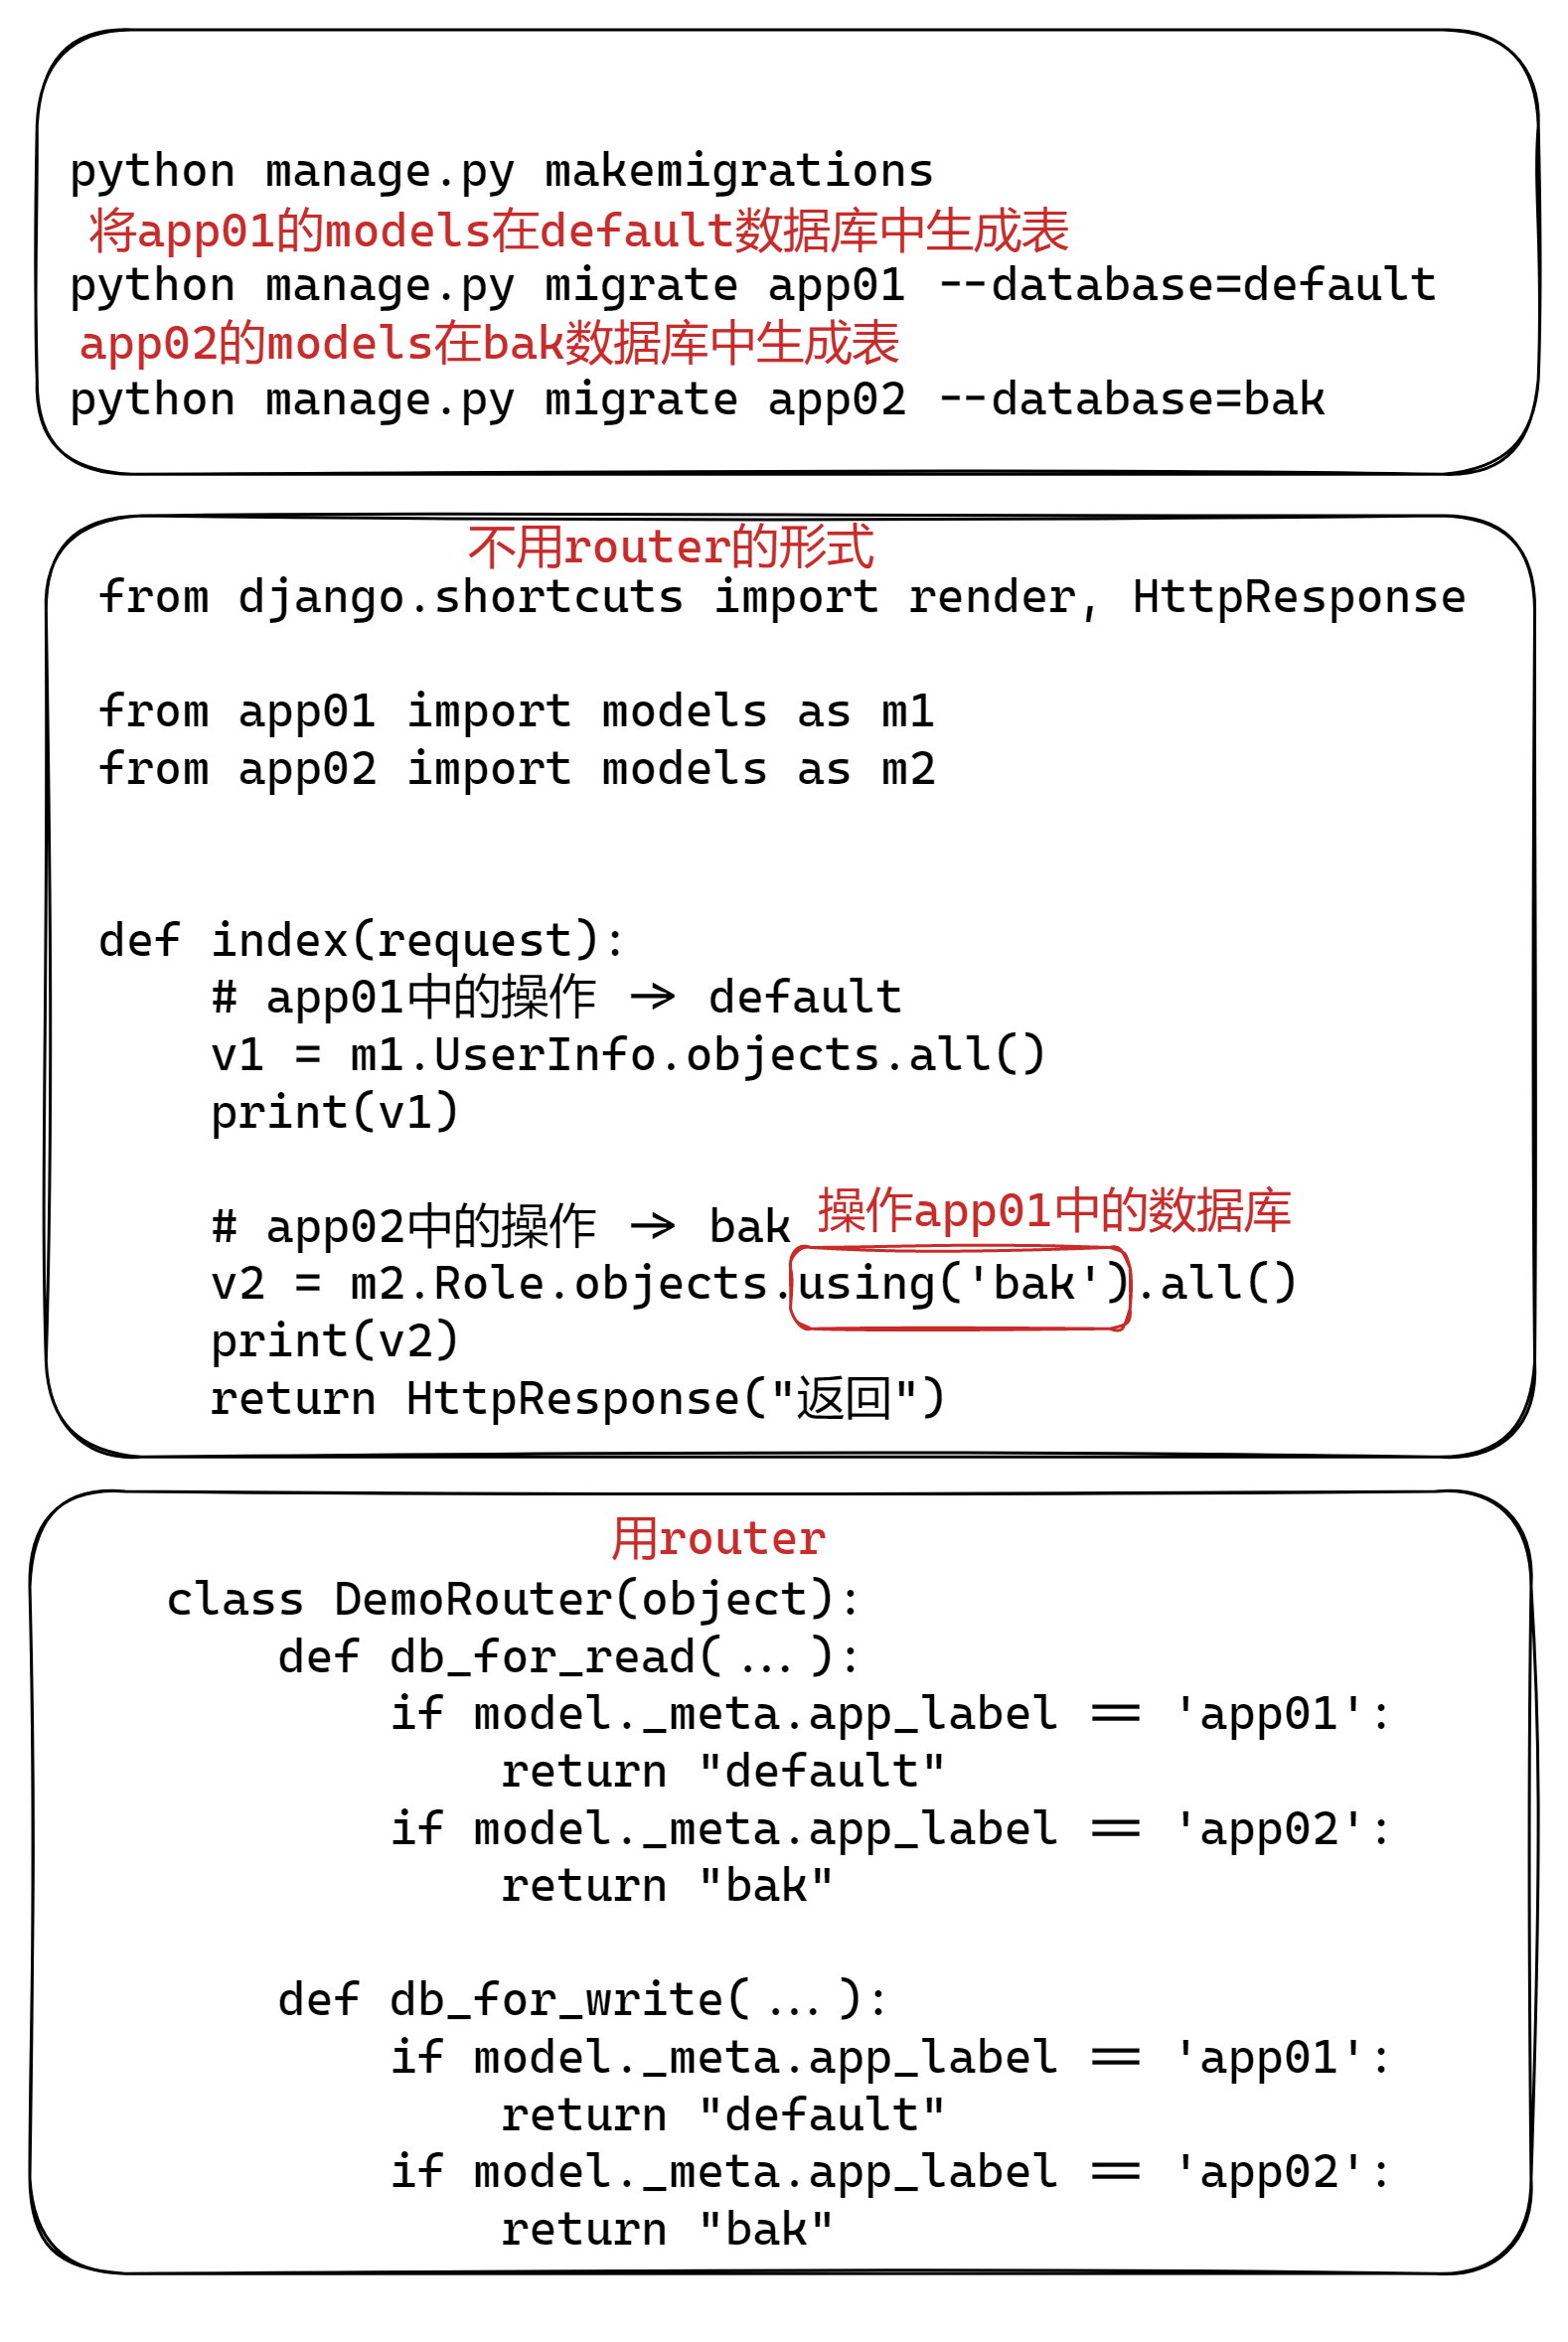 python manage.py makemigrations
将app01的models在default数据库中生成表
python manage.py migrate app01 --database=default
app02的models在bak数据库中生成表
python manage.py migrate app02 --database=bak
不用router的形式
from django.shortcuts import render, HttpResponse
from app01 import models as m1
from app02 import models as m2
def index(request):
    # app01中的操作 -> default
    v1 = m1.UserInfo.objects.all()
    print(v1)
操作app01中的数据库
    # app02中的操作 -> bak
    v2 = m2.Role.objects.using('bak').all()
    print(v2)
    return HttpResponse("返回")
用router
class DemoRouter(object):
    def db_for_read(...):
        if model._meta.app_label == 'app01':
            return "default"
        if model._meta.app_label == 'app02':
            return "bak"
    def db_for_write(...):
        if model._meta.app_label == 'app01':
            return "default"
        if model._meta.app_label == 'app02':
            return "bak"